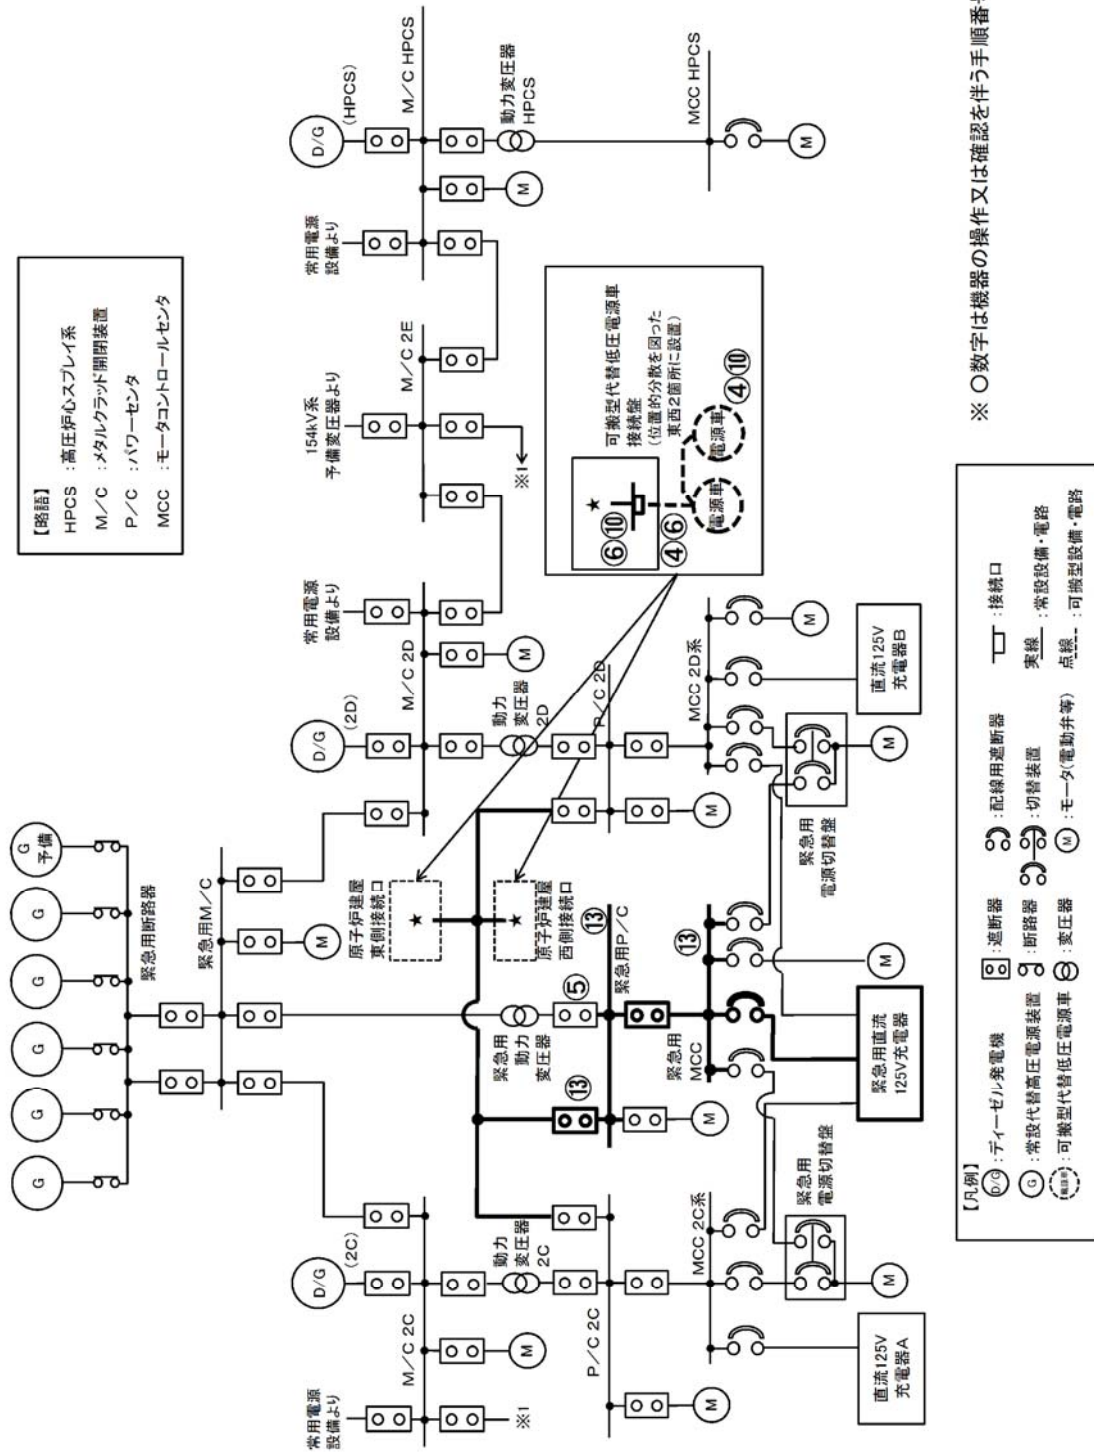 【略語】
HPCS ：高圧炉心スプレイ系
M／C ：メタルクラッド開閉装置
P／C ：パワーセンタ
MCC ：モータコントロールセンタ
G
G
G
G
G
G
予備
緊急用断路器
緊急用M／C
M
常用電源
設備より
※1
M／C 2C
M
D/G
(2C)
動力
変圧器
2C
P／C 2C
M
MCC 2C系
直流125V
充電器A
M
緊急用
電源切替盤
原子炉建屋
東側接続口
★
原子炉建屋
西側接続口
★
緊急用
動力
変圧器
⑤
⑬
緊急用P／C
⑬
M
緊急用
MCC
⑬
M
緊急用直流
125V充電器
D/G
(2D)
M／C 2D
M
常用電源
設備より
動力
変圧器
2D
P／C 2D
M
MCC 2D系
緊急用
電源切替盤
M
M
直流125V
充電器B
154kV系
予備変圧器より
M／C 2E
※1
常用電源
設備より
M
D/G
(HPCS)
M／C HPCS
動力変圧器
HPCS
MCC HPCS
M
可搬型代替低圧電源車
接続盤
(位置的分散を図った
東西2箇所に設置)
★
⑥⑩
④⑥
電源車
電源車
④⑩
【凡例】
D/G ：ディーゼル発電機
G ：常設代替高圧電源装置
電源車 ：可搬型代替低圧電源車
：遮断器
：断路器
：変圧器
：配線用遮断器
：切替装置
M ：モータ(電動弁等)
：接続口
実線 ：常設設備・電路
点線 ：可搬型設備・電路
※ ○数字は機器の操作又は確認を伴う手順番